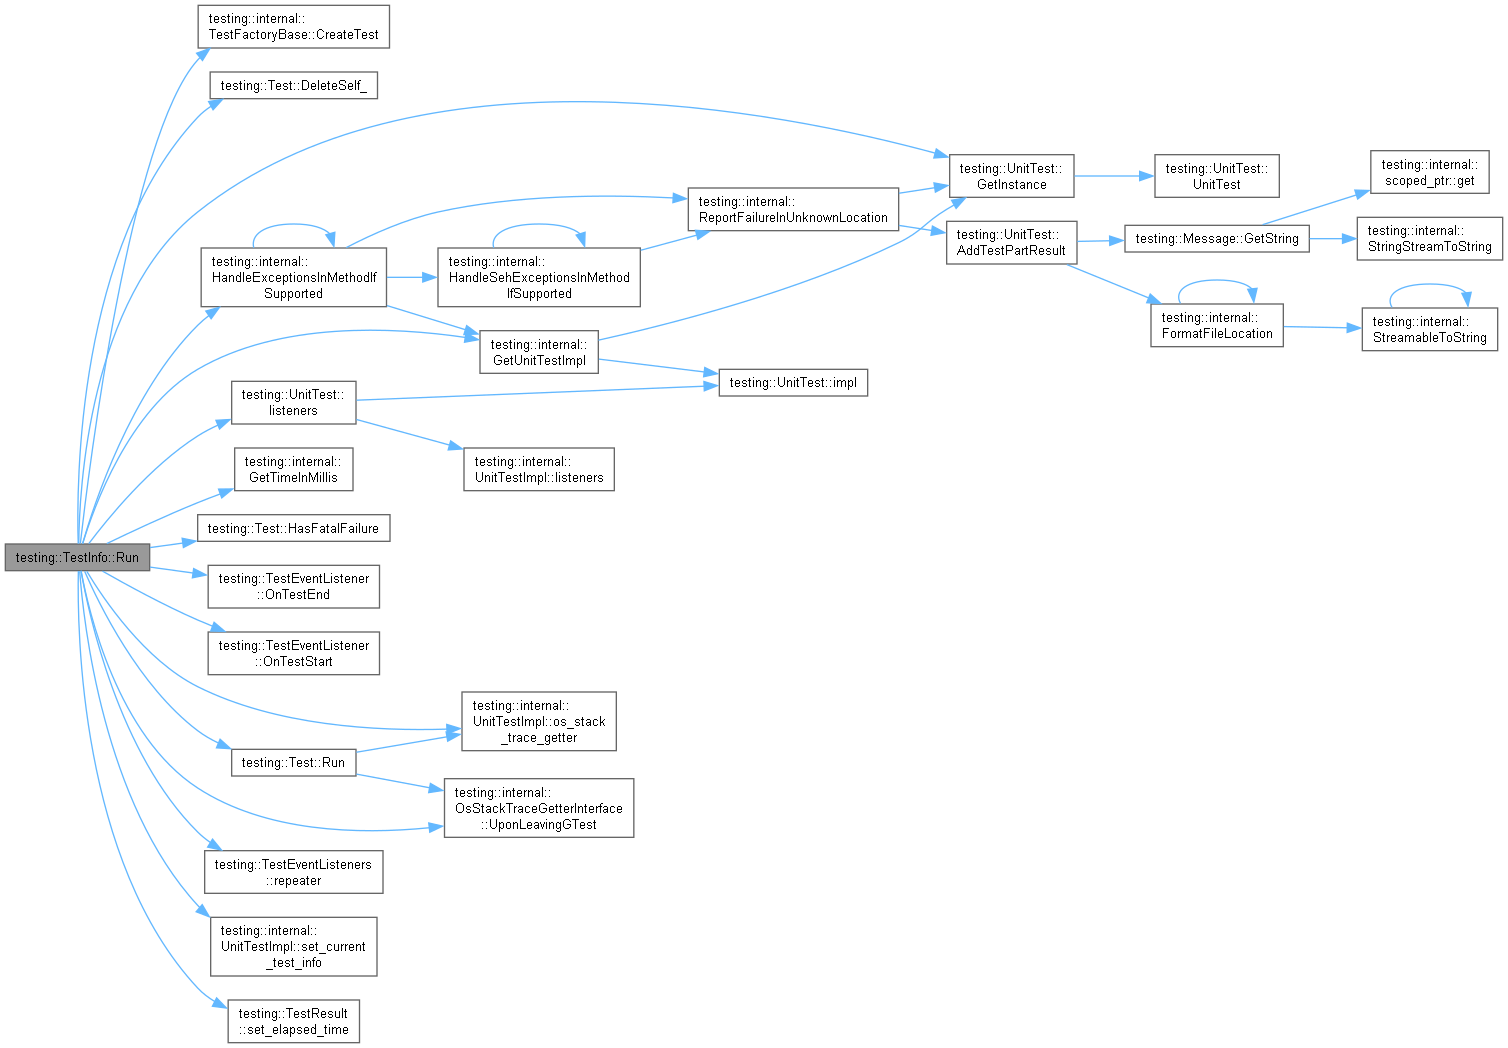 testing::internal::
TestFactoryBase::CreateTest
testing::Test::DeleteSelf_
testing::UnitTest::
GetInstance
testing::UnitTest::
UnitTest
testing::internal::
scoped_ptr::get
testing::internal::
ReportFailureInUnknownLocation
testing::UnitTest::
AddTestPartResult
testing::Message::GetString
testing::internal::
StringStreamToString
testing::internal::
HandleExceptionsInMethodIf
Supported
testing::internal::
HandleSehExceptionsInMethod
IfSupported
testing::internal::
FormatFileLocation
testing::internal::
StreamableToString
testing::internal::
GetUnitTestImpl
testing::UnitTest::impl
testing::UnitTest::
listeners
testing::internal::
UnitTestImpl::listeners
testing::internal::
GetTimeInMillis
testing::Test::HasFatalFailure
testing::TestInfo::Run
testing::TestEventListener
::OnTestEnd
testing::TestEventListener
::OnTestStart
testing::internal::
UnitTestImpl::os_stack
_trace_getter
testing::Test::Run
testing::internal::
OsStackTraceGetterInterface
::UponLeavingGTest
testing::TestEventListeners
::repeater
testing::internal::
UnitTestImpl::set_current
_test_info
testing::TestResult
::set_elapsed_time